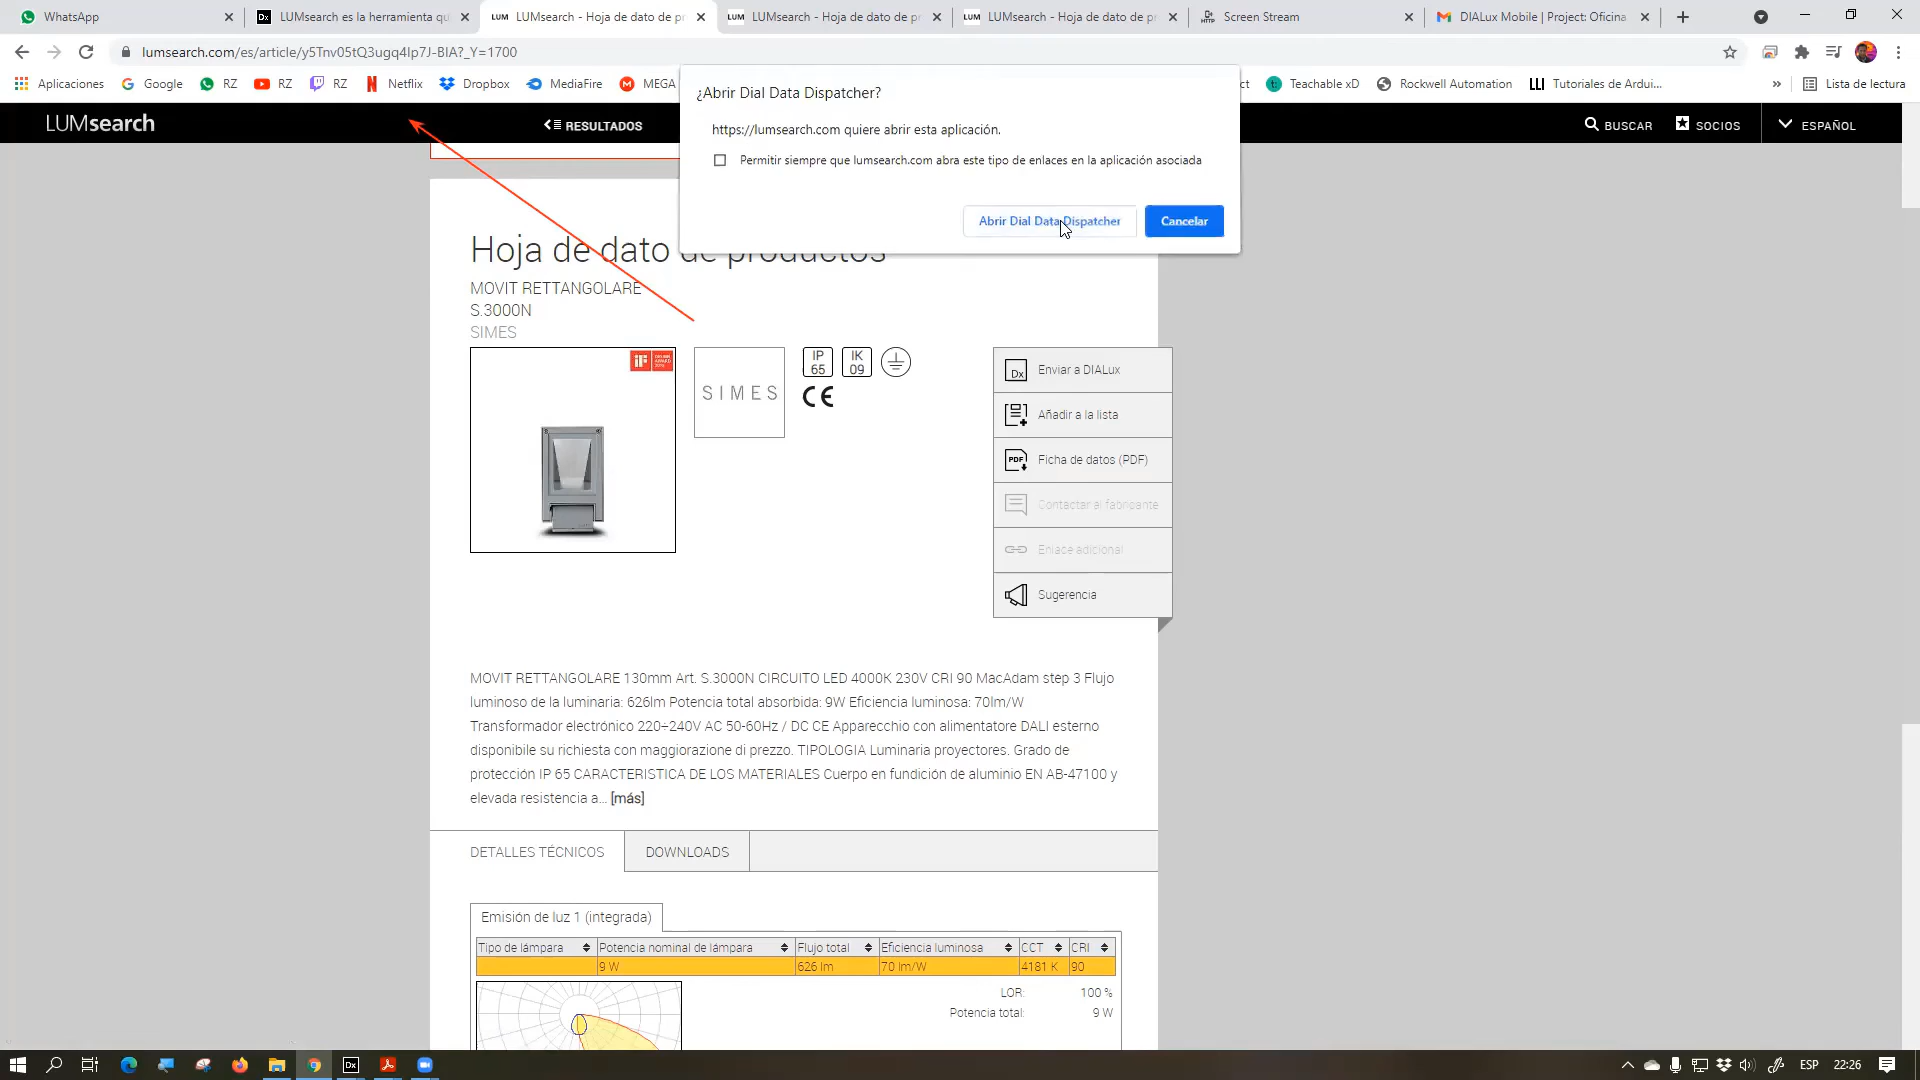 WhatsApp
Dx LUMsearch es la herramienta qu
LUM LUMsearch - Hoja de dato de pr
LUM LUMsearch - Hoja de dato de pr
LUM LUMsearch - Hoja de dato de pr
Screen Stream
DIALux Mobile | Project: Oficina
lumsearch.com/es/article/y5Tnv05tQ3ugq4Ip7J-BIA?_Y=1700
Aplicaciones
Google
RZ
RZ
RZ
Netflix
Dropbox
MediaFire
MEGA
ct
Teachable xD
Rockwell Automation
Tutoriales de Ardui...
»
Lista de lectura
¿Abrir Dial Data Dispatcher?
https://lumsearch.com quiere abrir esta aplicación.
Permitir siempre que lumsearch.com abra este tipo de enlaces en la aplicación asociada
Abrir Dial Data Dispatcher
Cancelar
LUMsearch
RESULTADOS
BUSCAR
SOCIOS
ESPAÑOL
Hoja de dato de productos
MOVIT RETTANGOLARE
S.3000N
SIMES
SIMES
IP
65
IK
09
CE
Dx Enviar a DIALux
Añadir a la lista
PDF Ficha de datos (PDF)
Contactar al fabricante
Enlace adicional
Sugerencia
MOVIT RETTANGOLARE 130mm Art. S.3000N CIRCUITO LED 4000K 230V CRI 90 MacAdam step 3 Flujo
luminoso de la luminaria: 626lm Potencia total absorbida: 9W Eficiencia luminosa: 70lm/W
Transformador electrónico 220÷240V AC 50-60Hz / DC CE Apparecchio con alimentatore DALI esterno
disponibile su richiesta con maggiorazione di prezzo. TIPOLOGIA Luminaria proyectores. Grado de
protección IP 65 CARACTERISTICA DE LOS MATERIALES Cuerpo en fundición de aluminio EN AB-47100 y
elevada resistencia a... [más]
DETALLES TÉCNICOS
DOWNLOADS
Emisión de luz 1 (integrada)
Tipo de lámpara Potencia nominal de lámpara Flujo total Eficiencia luminosa CCT CRI
9 W 626 lm 70 lm/W 4181 K 90
LOR: 100 %
Potencia total: 9 W
Dx
ESP
22:26